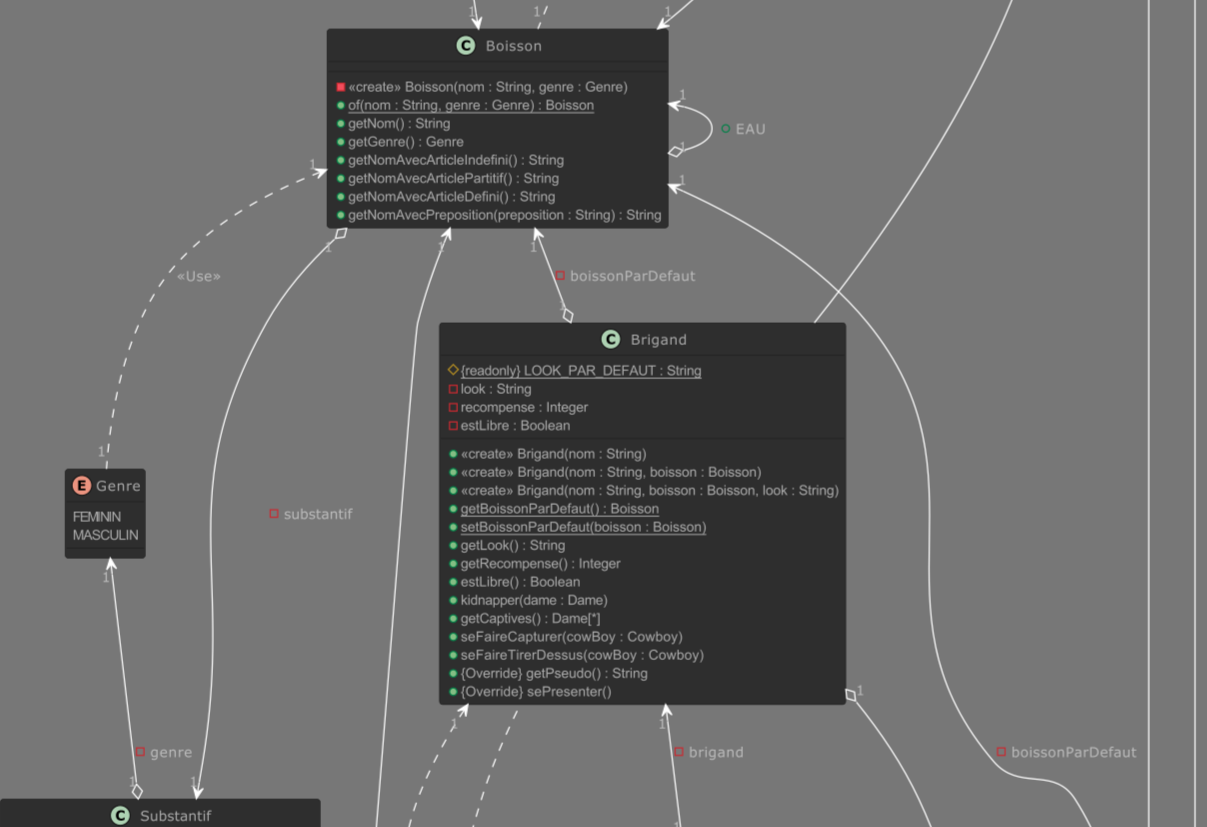 1
1
1
C Boisson
«create» Boisson(nom : String, genre : Genre)
of(nom : String, genre : Genre) : Boisson
getNom() : String
getGenre() : Genre
getNomAvecArticleIndefini() : String
getNomAvecArticlePartitif() : String
getNomAvecArticleDefini() : String
getNomAvecPreposition(preposition : String) : String
1
EAU
1
1
1
1
1
1
«Use»
boissonParDefaut
1
C Brigand
{readonly} LOOK_PAR_DEFAUT : String
look : String
recompense : Integer
estLibre : Boolean
«create» Brigand(nom : String)
«create» Brigand(nom : String, boisson : Boisson)
«create» Brigand(nom : String, boisson : Boisson, look : String)
getBoissonParDefaut() : Boisson
setBoissonParDefaut(boisson : Boisson)
getLook() : String
getRecompense() : Integer
estLibre() : Boolean
kidnapper(dame : Dame)
getCaptives() : Dame[*]
seFaireCapturer(cowBoy : Cowboy)
seFaireTirerDessus(cowBoy : Cowboy)
{Override} getPseudo() : String
{Override} sePresenter()
1
E Genre
FEMININ
MASCULIN
1
substantif
1
1
1
genre
brigand
boissonParDefaut
1
1
1
C Substantif